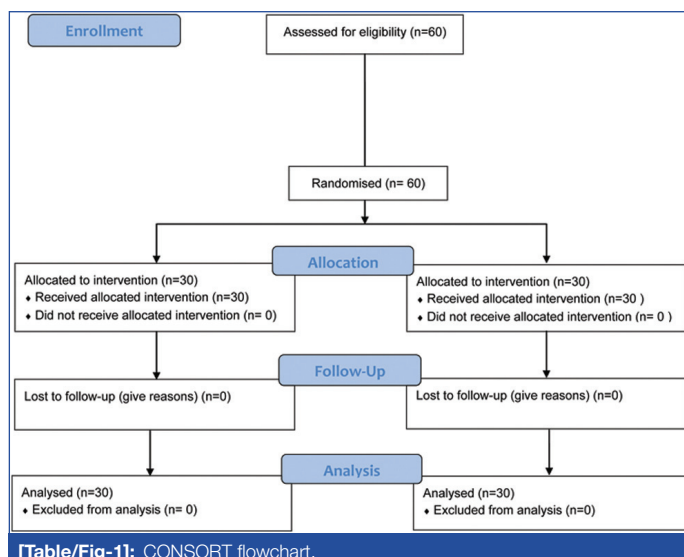 Enrollment
Assessed for eligibility (n=60)
Randomised (n= 60)
Allocation
Allocated to intervention (n=30)
♦ Received allocated intervention (n=30)
♦ Did not receive allocated intervention (n= 0)
Allocated to intervention (n=30)
♦ Received allocated intervention (n=30 )
♦ Did not receive allocated intervention (n= 0 )
Follow-Up
Lost to follow-up (give reasons) (n=0)
Lost to follow-up (give reasons) (n=0)
Analysis
Analysed (n=30)
♦ Excluded from analysis (n= 0)
Analysed (n=30)
♦ Excluded from analysis (n=0)
[Table/Fig-1]: CONSORT flowchart.